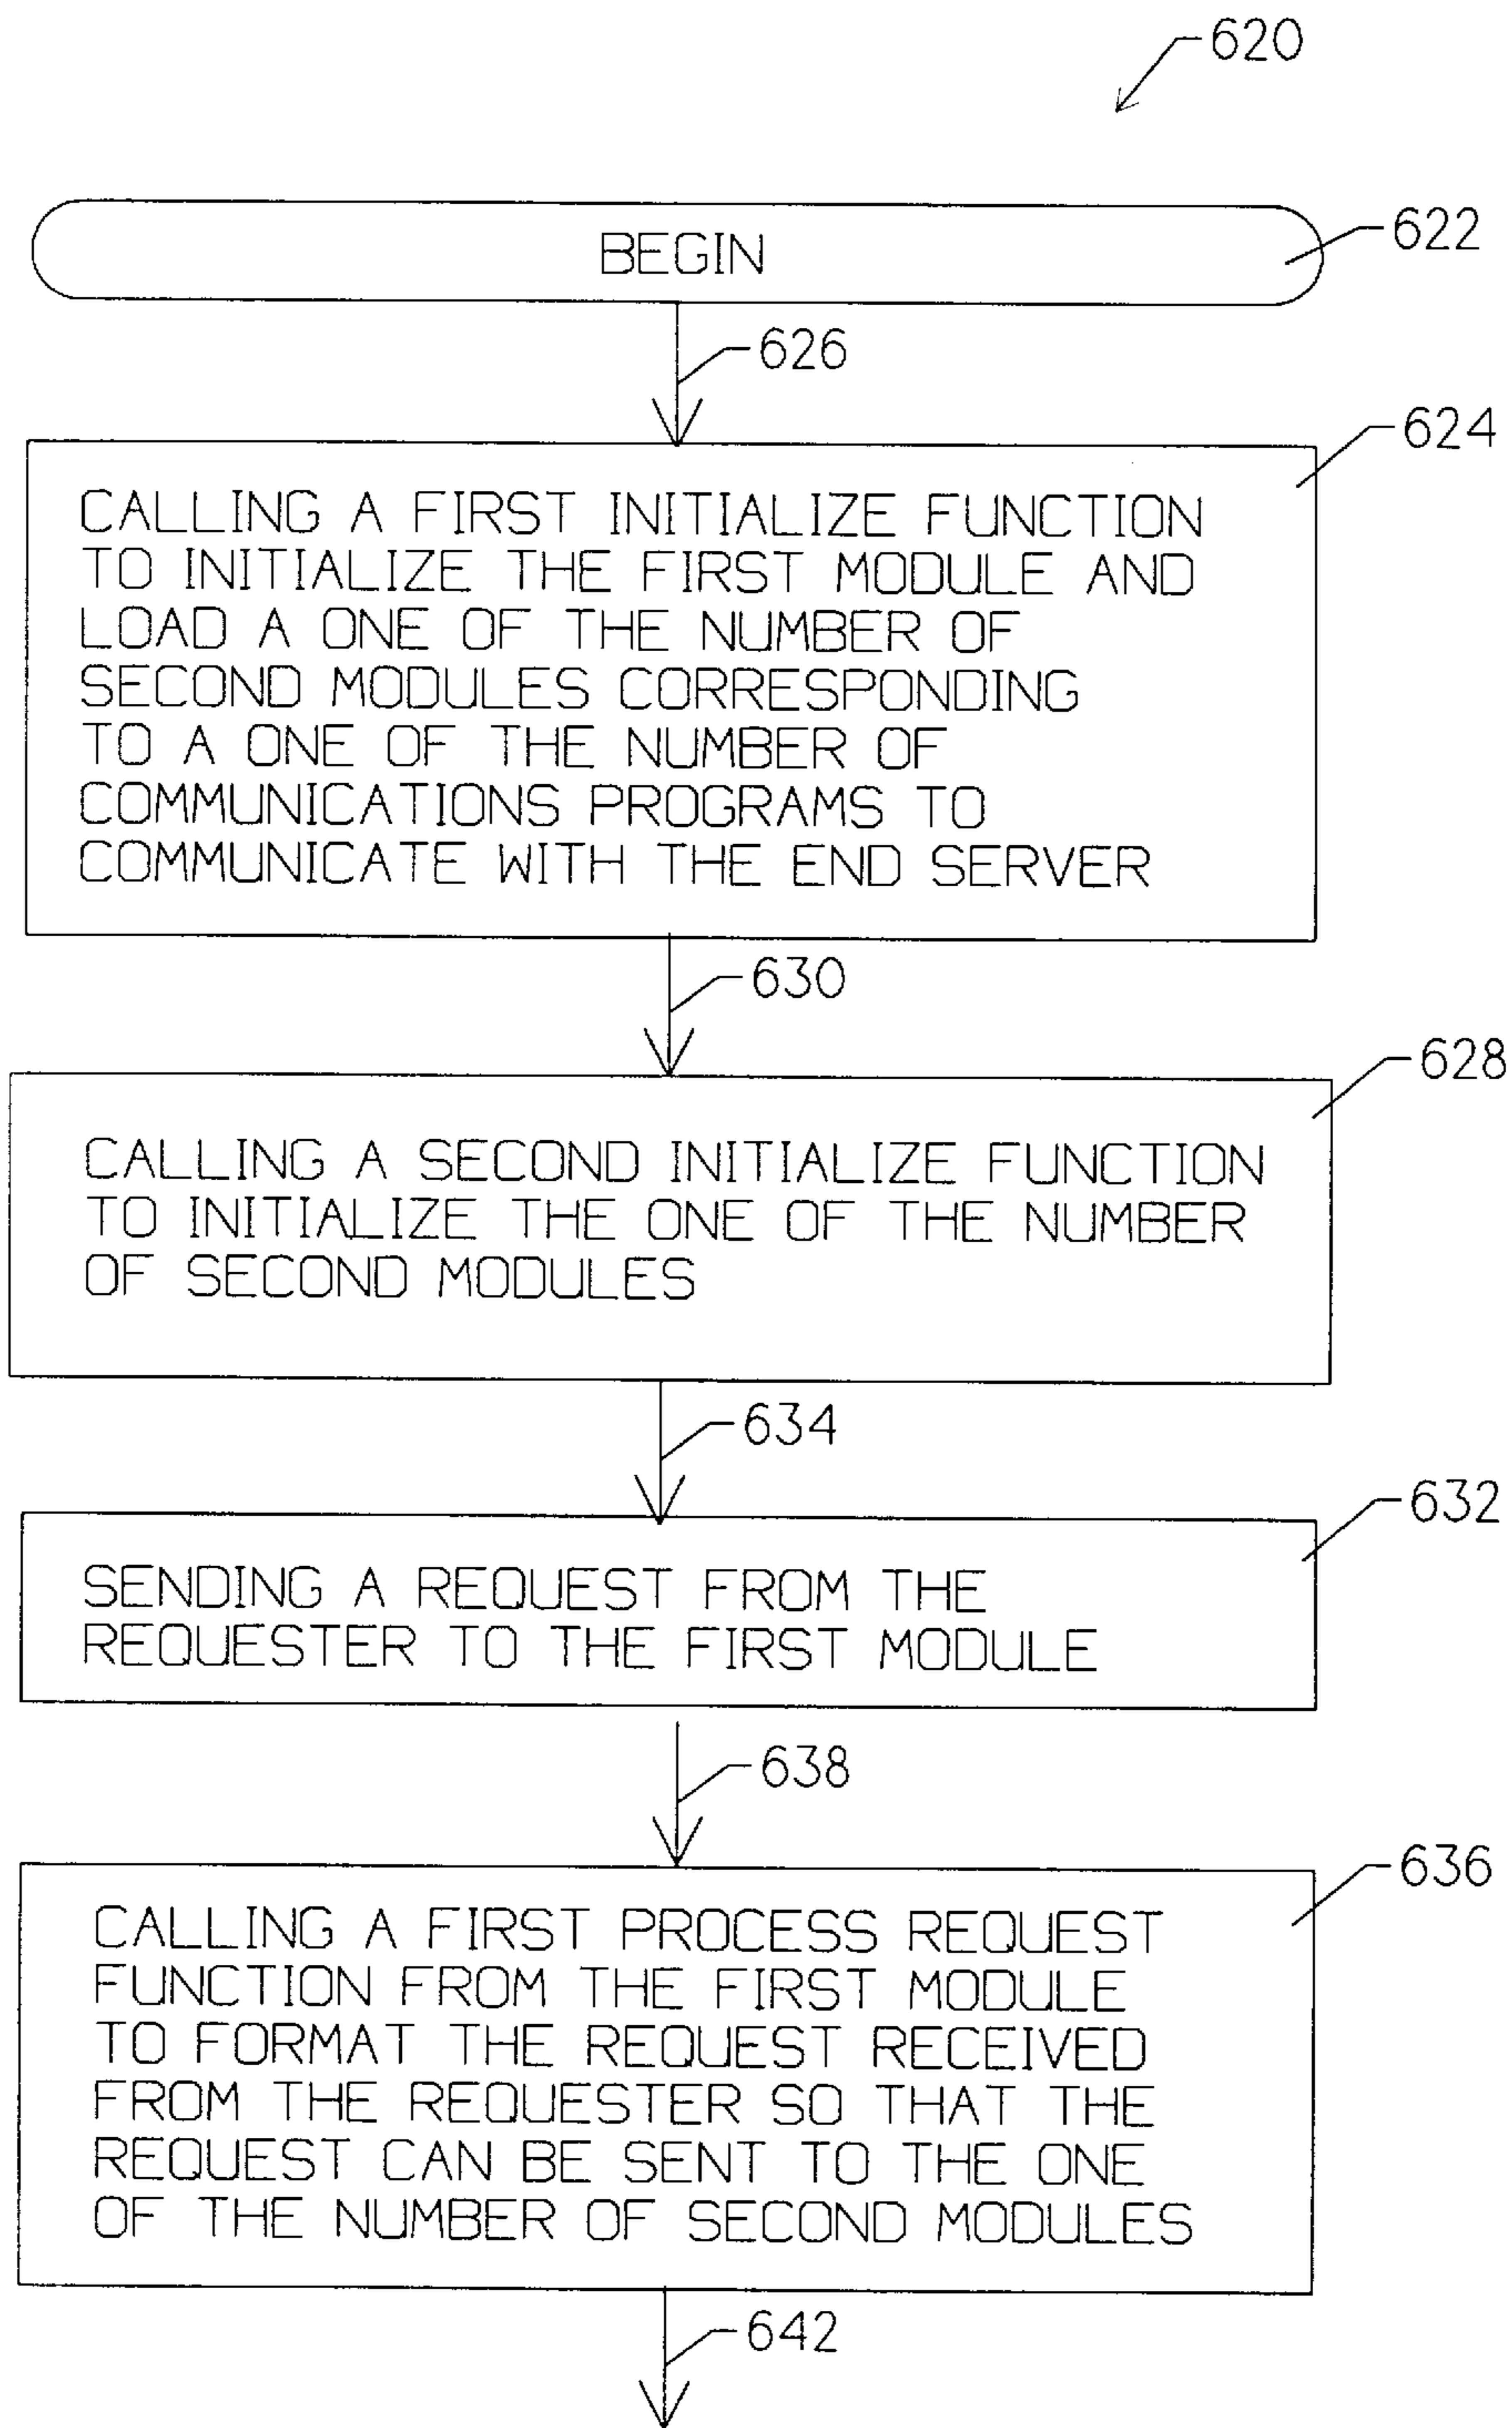 620
BEGIN
622
626
624
CALLING A FIRST INITIALIZE FUNCTION
TO INITIALIZE THE FIRST MODULE AND
LOAD A ONE OF THE NUMBER OF
SECOND MODULES CORRESPONDING
TO A ONE OF THE NUMBER OF
COMMUNICATIONS PROGRAMS TO
COMMUNICATE WITH THE END SERVER
630
628
CALLING A SECOND INITIALIZE FUNCTION
TO INITIALIZE THE ONE OF THE NUMBER
OF SECOND MODULES
634
632
SENDING A REQUEST FROM THE
REQUESTER TO THE FIRST MODULE
638
636
CALLING A FIRST PROCESS REQUEST
FUNCTION FROM THE FIRST MODULE
TO FORMAT THE REQUEST RECEIVED
FROM THE REQUESTER SO THAT THE
REQUEST CAN BE SENT TO THE ONE
OF THE NUMBER OF SECOND MODULES
642